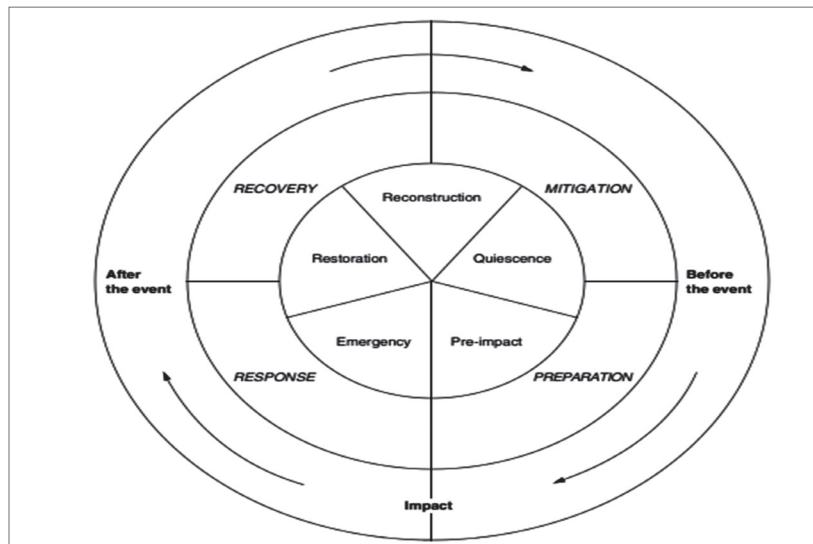 RECOVERY
MITIGATION
Reconstruction
Restoration
Quiescence
After
the event
Before
the event
Emergency
Pre-impact
RESPONSE
PREPARATION
Impact